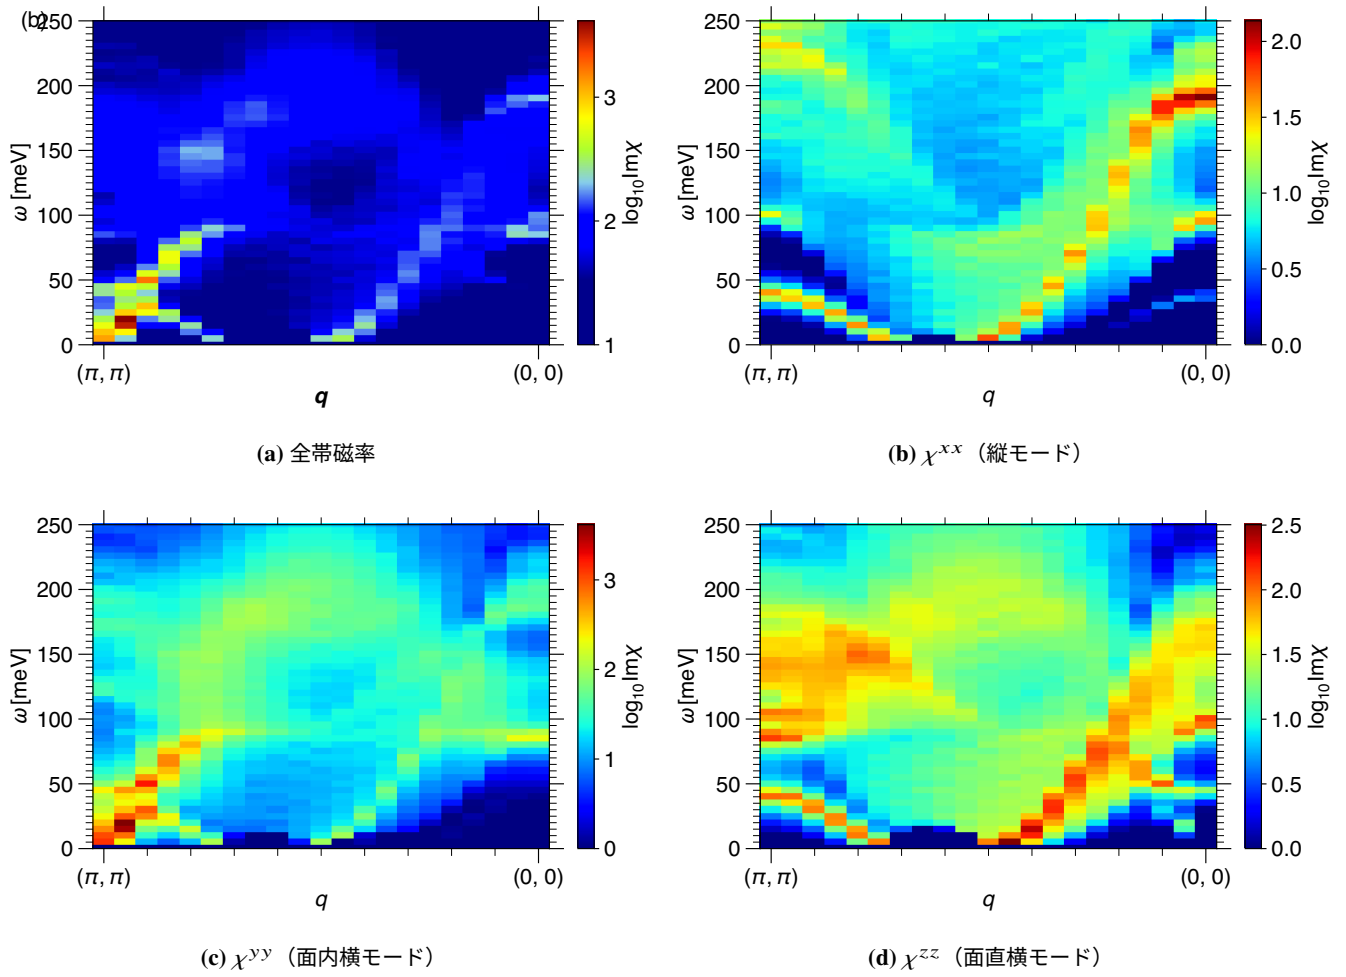 (b)
250
200
150
100
50
0
ω [meV]
(π, π)
(0, 0)
q
3
2
1
log₁₀Imχ
(a) 全帯磁率
250
200
150
100
50
0
ω [meV]
(π, π)
(0, 0)
q
2.0
1.5
1.0
0.5
0.0
log₁₀Imχ
(b) χˣˣ（縦モード）
250
200
150
100
50
0
ω [meV]
(π, π)
(0, 0)
q
3
2
1
0
log₁₀Imχ
(c) χʸʸ（面内横モード）
250
200
150
100
50
0
ω [meV]
(π, π)
(0, 0)
q
2.5
2.0
1.5
1.0
0.5
0.0
log₁₀Imχ
(d) χᶻᶻ（面直横モード）